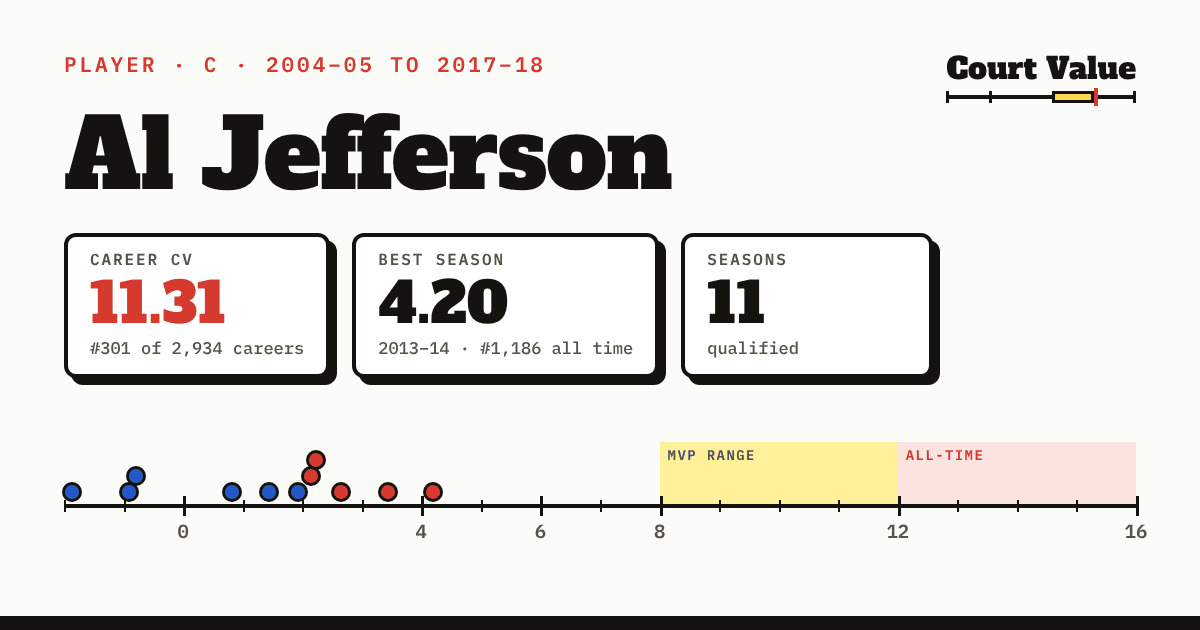 PLAYER · C · 2004–05 TO 2017–18
Court Value
Al Jefferson
CAREER CV
11.31
#301 of 2,934 careers
BEST SEASON
4.20
2013–14 · #1,186 all time
SEASONS
11
qualified
MVP RANGE
ALL-TIME
0 4 6 8 12 16